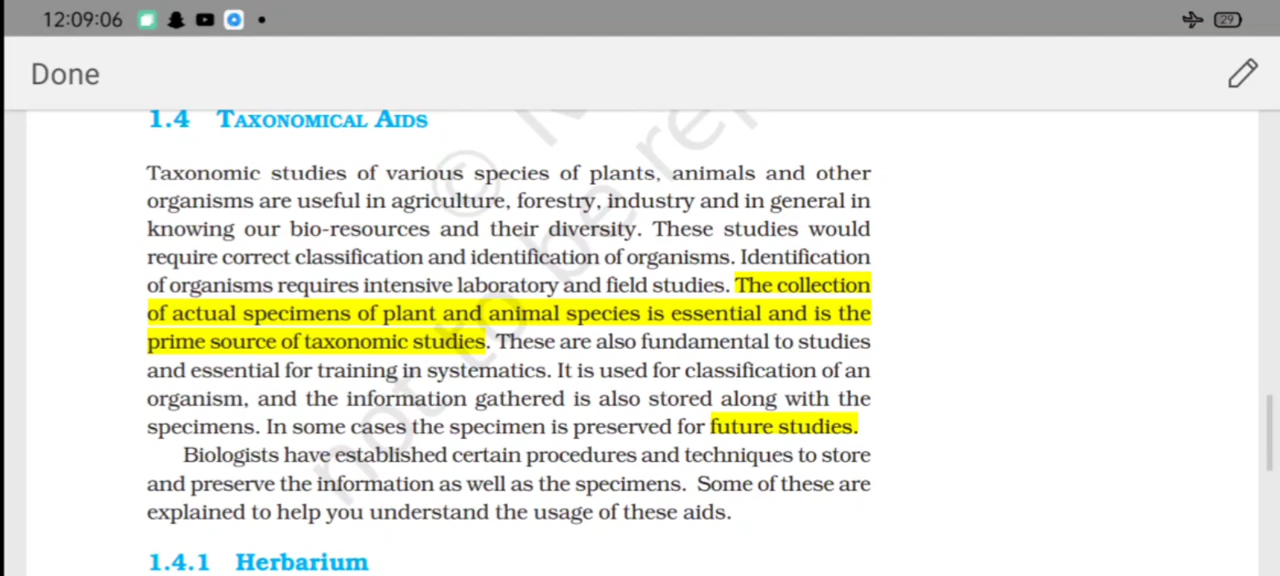 12:09:06 29
Done
1.4 TAXONOMICAL AIDS
Taxonomic studies of various species of plants, animals and other
organisms are useful in agriculture, forestry, industry and in general in
knowing our bio-resources and their diversity. These studies would
require correct classification and identification of organisms. Identification
of organisms requires intensive laboratory and field studies. The collection
of actual specimens of plant and animal species is essential and is the
prime source of taxonomic studies. These are also fundamental to studies
and essential for training in systematics. It is used for classification of an
organism, and the information gathered is also stored along with the
specimens. In some cases the specimen is preserved for future studies.
Biologists have established certain procedures and techniques to store
and preserve the information as well as the specimens. Some of these are
explained to help you understand the usage of these aids.
1.4.1 Herbarium
© N
not to be rep